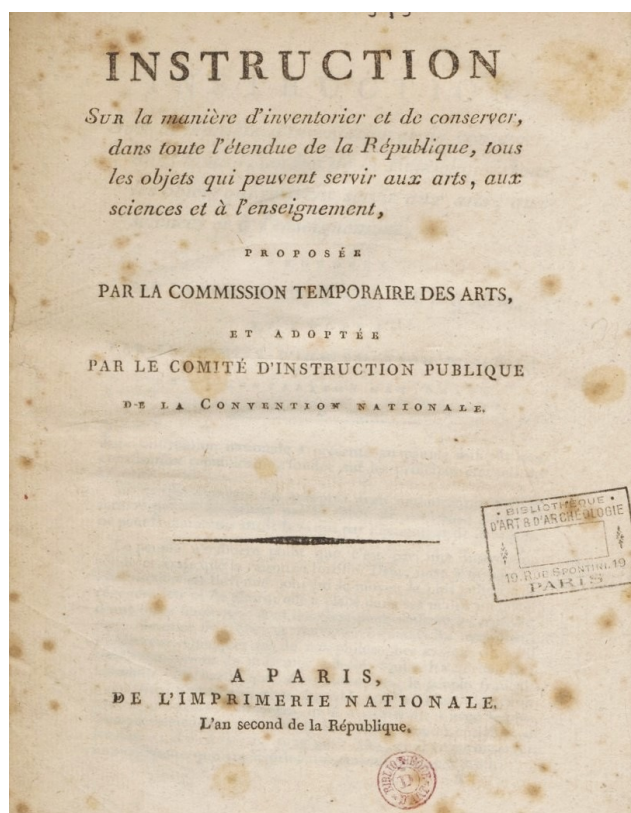 INSTRUCTION
SUR la manière d'inventorier et de conserver,
dans toute l'étendue de la République, tous
les objets qui peuvent servir aux arts, aux
sciences et à l'enseignement,
PROPOSÉE
PAR LA COMMISSION TEMPORAIRE DES ARTS,
ET ADOPTÉE
PAR LE COMITÉ D'INSTRUCTION PUBLIQUE
DE LA CONVENTION NATIONALE.
• BIBLIOTHÈQUE •
D'ART & D'ARCHÉOLOGIE
19, RUE SPONTINI, 19
PARIS
A PARIS,
DE L'IMPRIMERIE NATIONALE.
L'an second de la République.